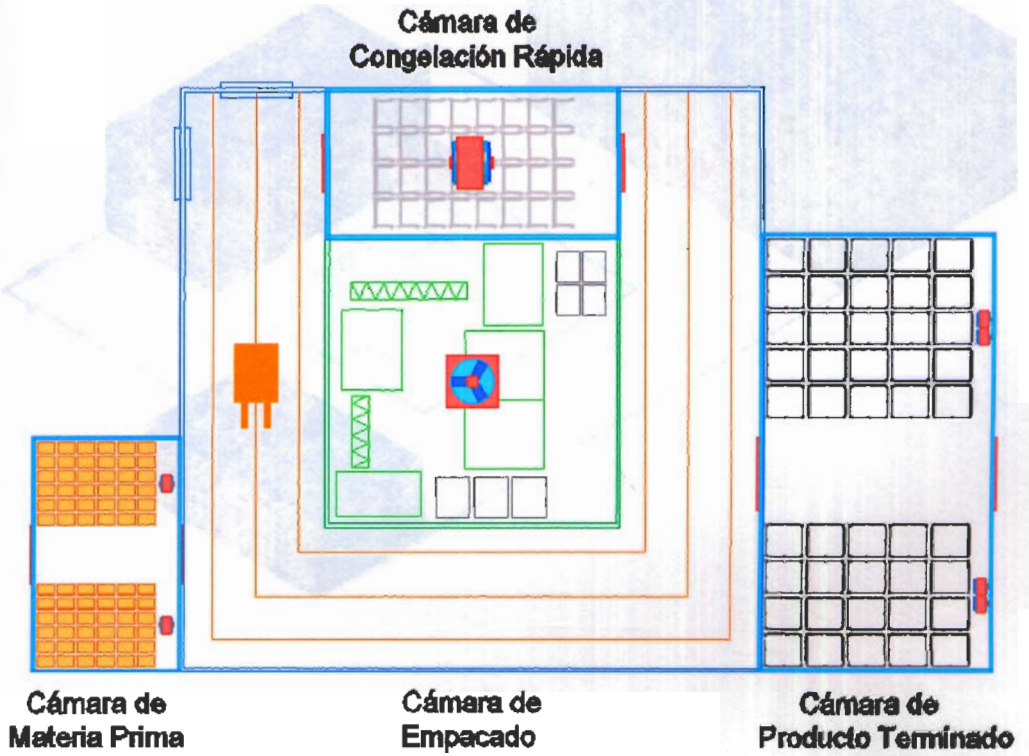 Cámara de
Congelación Rápida
Cámara de
Materia Prima
Cámara de
Empacado
Cámara de
Producto Terminado